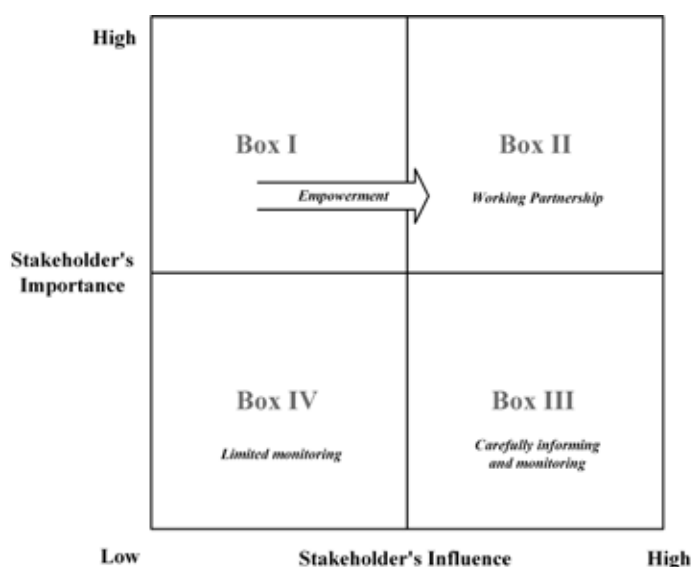 High
Box I
Box II
Empowerment
Working Partnership
Stakeholder's
Importance
Box IV
Box III
Limited monitoring
Carefully informing
and monitoring
Low
Stakeholder's Influence
High